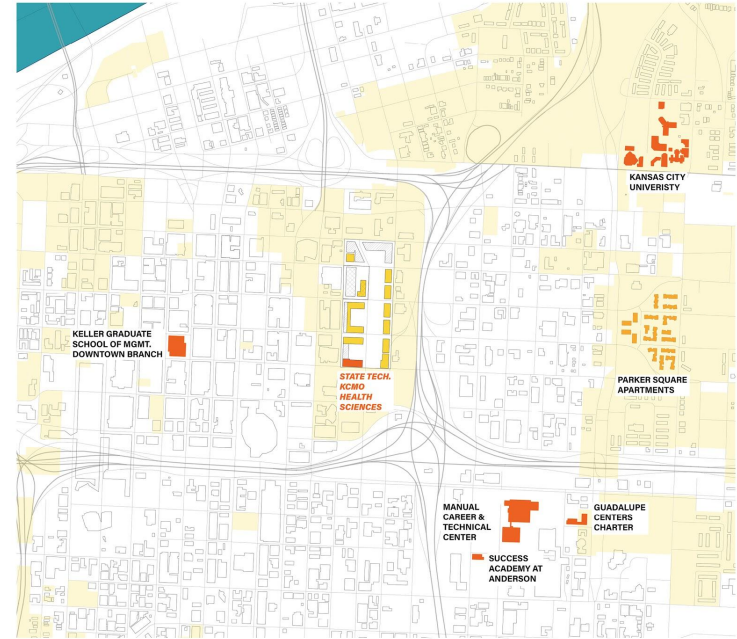 KANSAS CITY
UNIVERISTY
KELLER GRADUATE
SCHOOL OF MGMT.
DOWNTOWN BRANCH
STATE TECH.
KCMO
HEALTH
SCIENCES
PARKER SQUARE
APARTMENTS
MANUAL
CAREER &
TECHNICAL
CENTER
GUADALUPE
CENTERS
CHARTER
SUCCESS
ACADEMY AT
ANDERSON